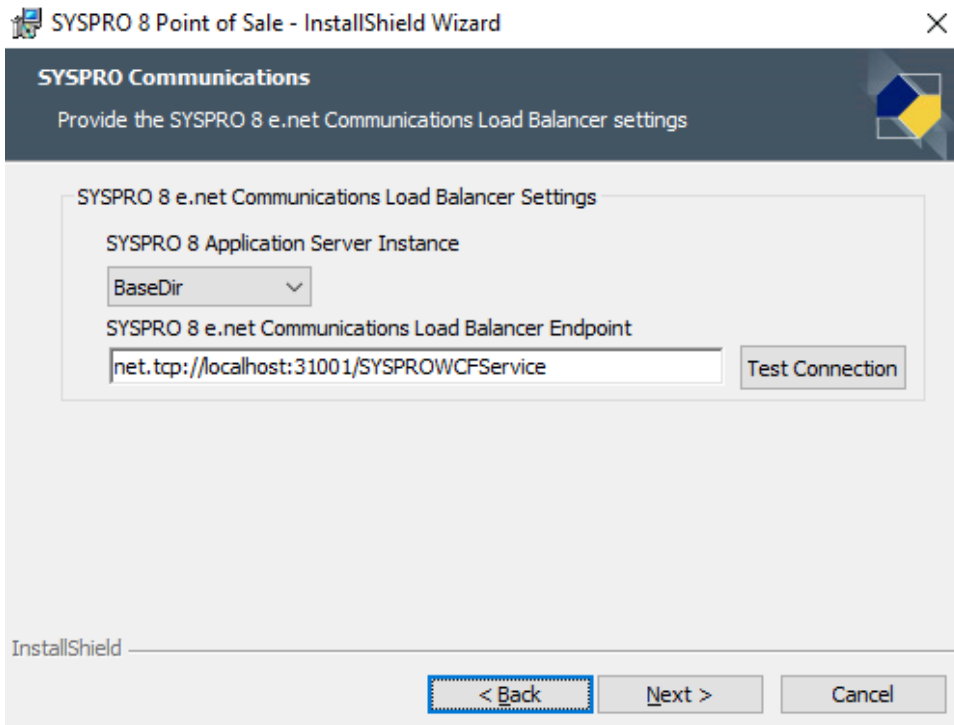 SYSPRO 8 Point of Sale - InstallShield Wizard
SYSPRO Communications
Provide the SYSPRO 8 e.net Communications Load Balancer settings
SYSPRO 8 e.net Communications Load Balancer Settings
SYSPRO 8 Application Server Instance
BaseDir
SYSPRO 8 e.net Communications Load Balancer Endpoint
net.tcp://localhost:31001/SYSPROWCFService
Test Connection
InstallShield
< Back
Next >
Cancel